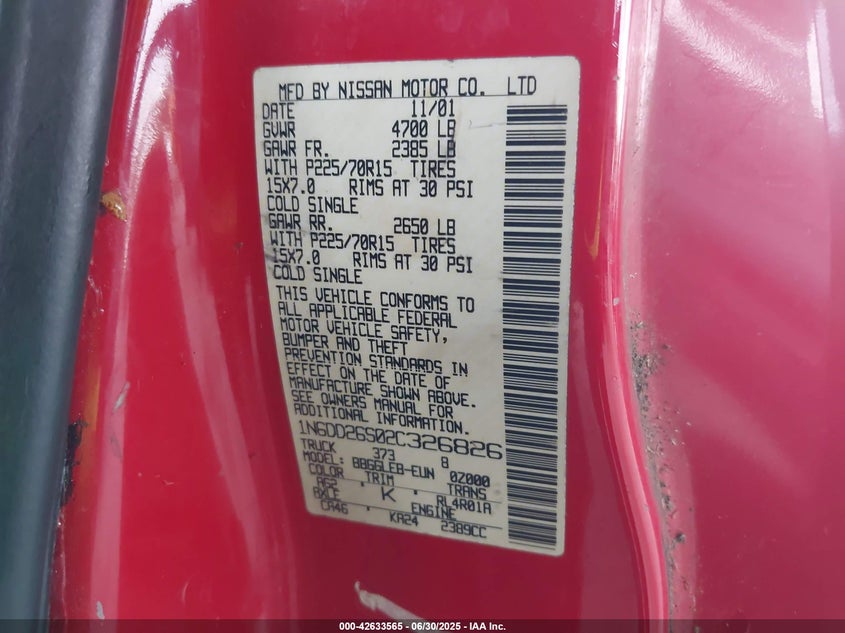 MFD BY NISSAN MOTOR CO. LTD
DATE 11/01
GVWR 4700 LB
GAWR FR. 2385 LB
WITH P225/70R15 TIRES
15X7.0 RIMS AT 30 PSI
COLD SINGLE
GAWR RR. 2650 LB
WITH P225/70R15 TIRES
15X7.0 RIMS AT 30 PSI
COLD SINGLE
THIS VEHICLE CONFORMS TO
ALL APPLICABLE FEDERAL
MOTOR VEHICLE SAFETY,
BUMPER AND THEFT
PREVENTION STANDARDS IN
EFFECT ON THE DATE OF
MANUFACTURE SHOWN ABOVE.
SEE OWNERS MANUAL FOR
ADDITIONAL INFORMATION.
1N6DD26S02C326826
TRUCK 373 B
MODEL: BBGGLEB-EUN 0Z000
COLOR TRIM TRANS
A62 . K . RL4R01A
AXLE ENGINE
CA46 . KA24 2389CC
000-42633565 — 06/30/2025 — IAA Inc.